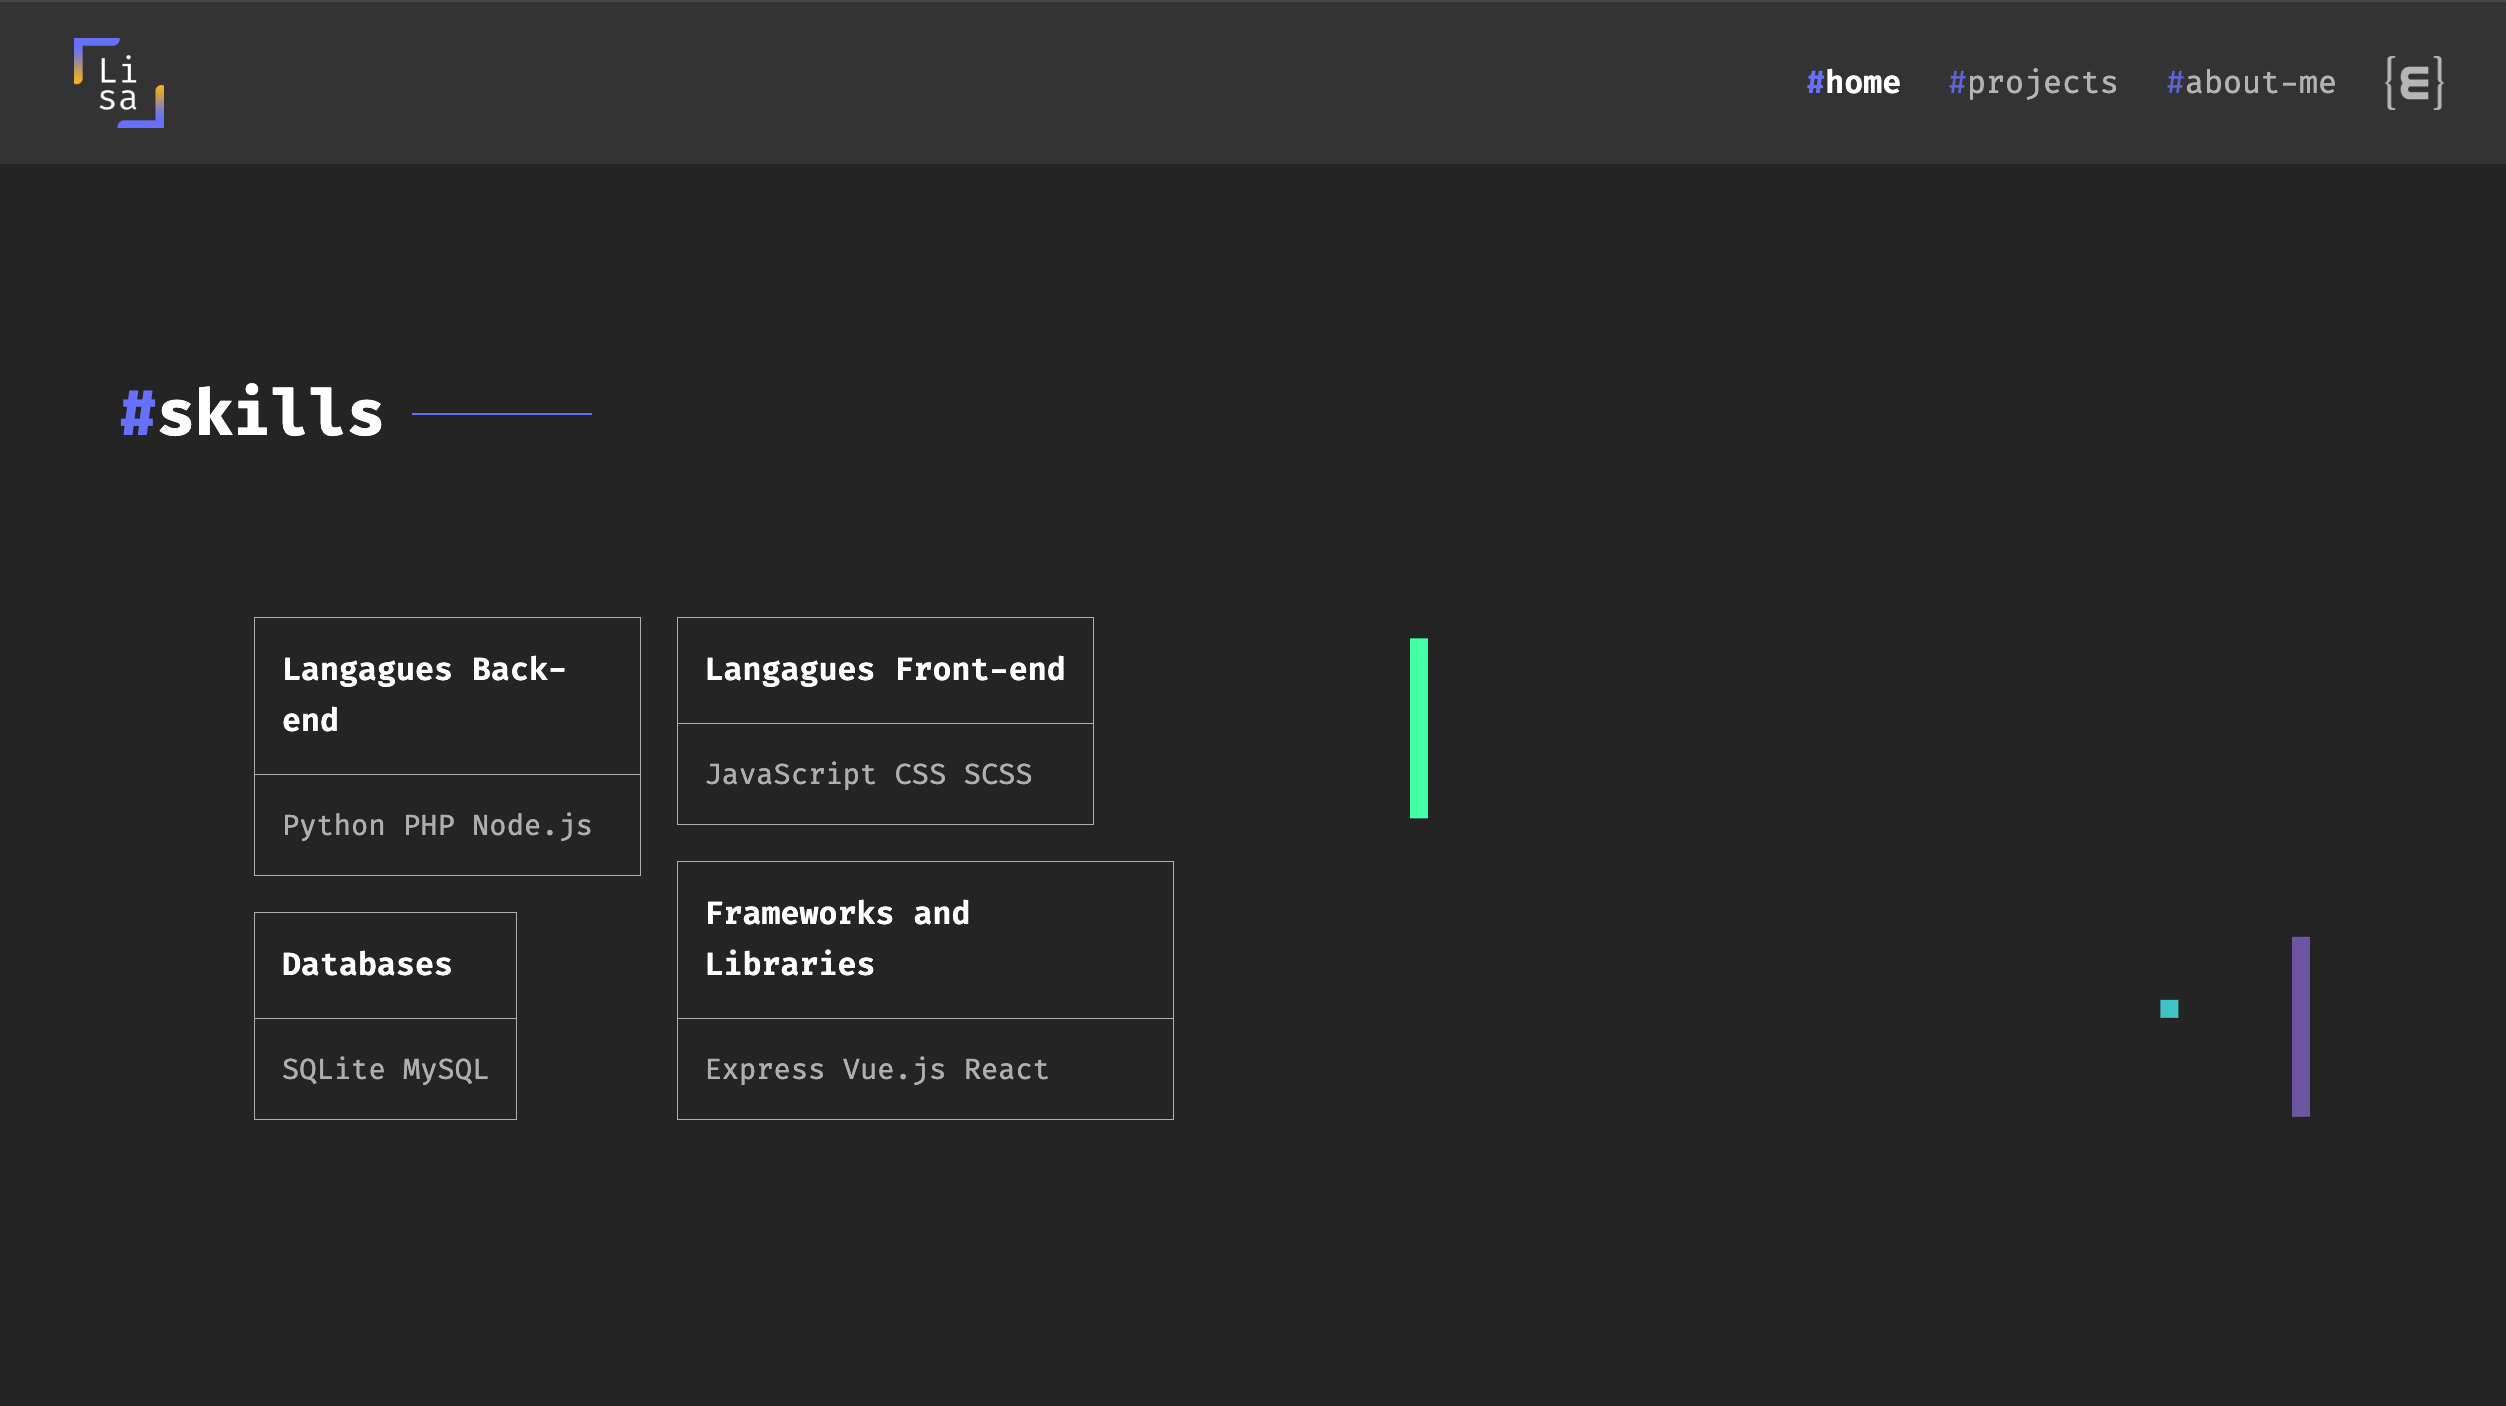 Li
sa
#home #projects #about-me
#skills
Langagues Back-
end
Python PHP Node.js
Langagues Front-end
JavaScript CSS SCSS
Databases
SQLite MySQL
Frameworks and
Libraries
Express Vue.js React